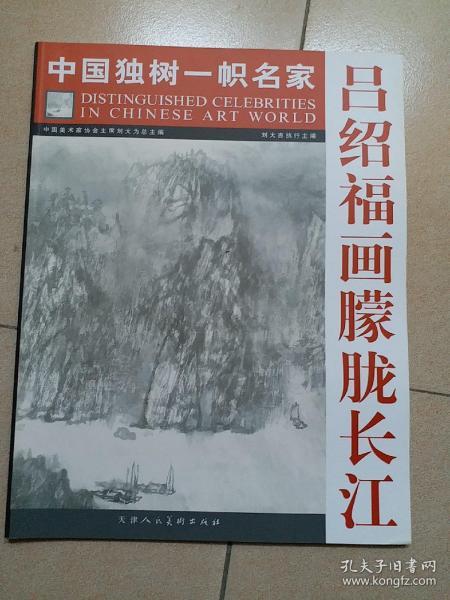 中国独树一帜名家
DISTINGUISHED CELEBRITIES
IN CHINESE ART WORLD
中国美术家协会主席刘大为总主编
刘大喜执行主编
吕绍福画朦胧长江
天津人民美術出版社
孔夫子旧书网
www.kongfz.com